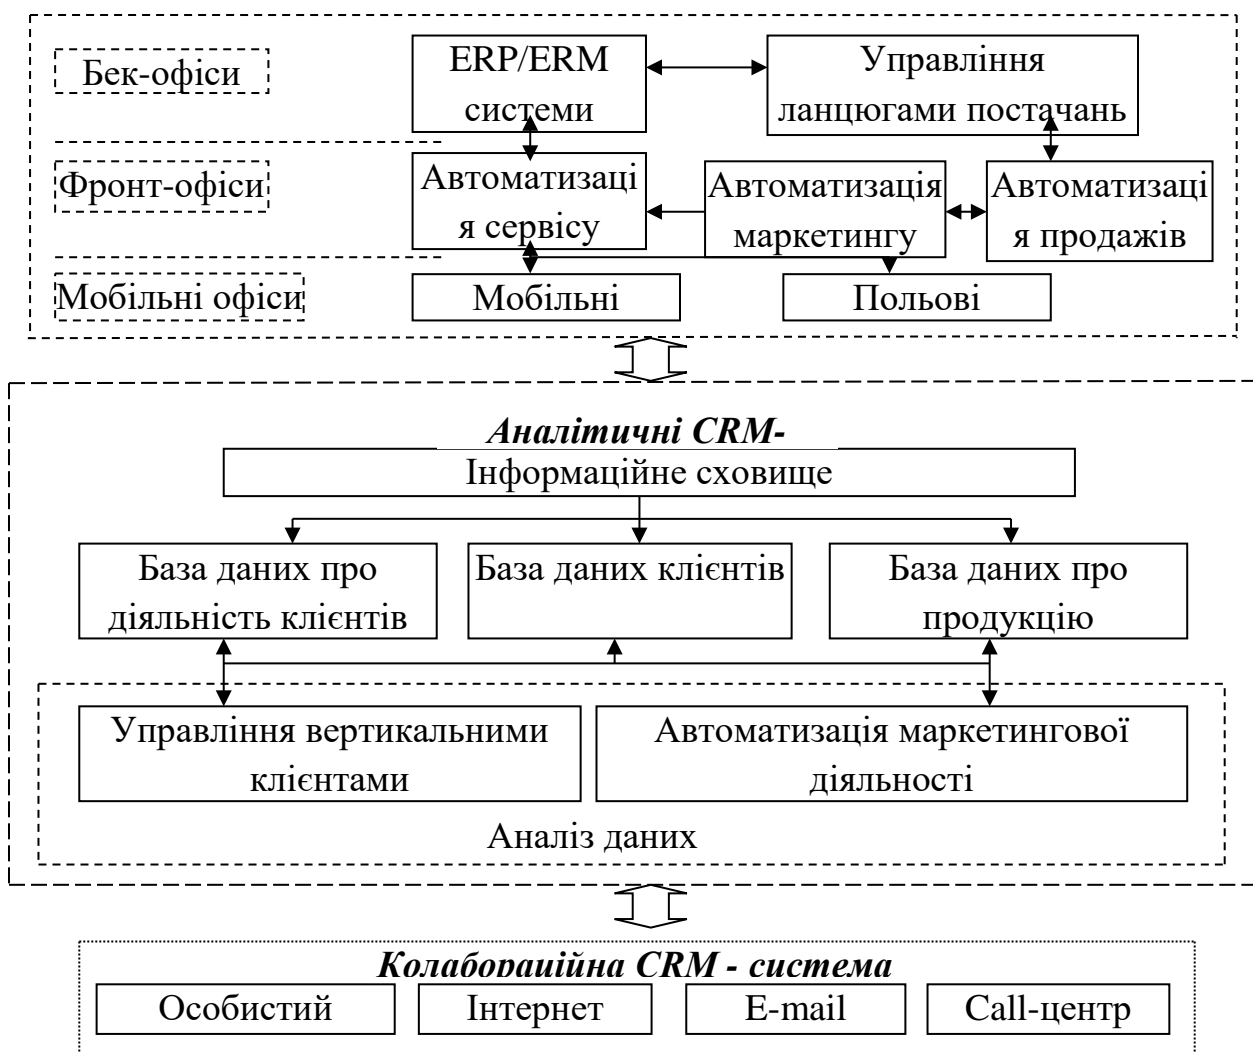 Бек-офіси
ERP/ERM
системи
Управління
ланцюгами постачань
Фронт-офіси
Автоматизаці
я сервісу
Автоматизація
маркетингу
Автоматизаці
я продажів
Мобільні офіси
Мобільні
Польові
Аналітичні CRM-
Інформаційне сховище
База даних про
діяльність клієнтів
База даних клієнтів
База даних про
продукцію
Управління вертикальними
клієнтами
Автоматизація маркетингової
діяльності
Аналіз даних
Колабораційна CRM - система
Особистий
Інтернет
E-mail
Call-центр